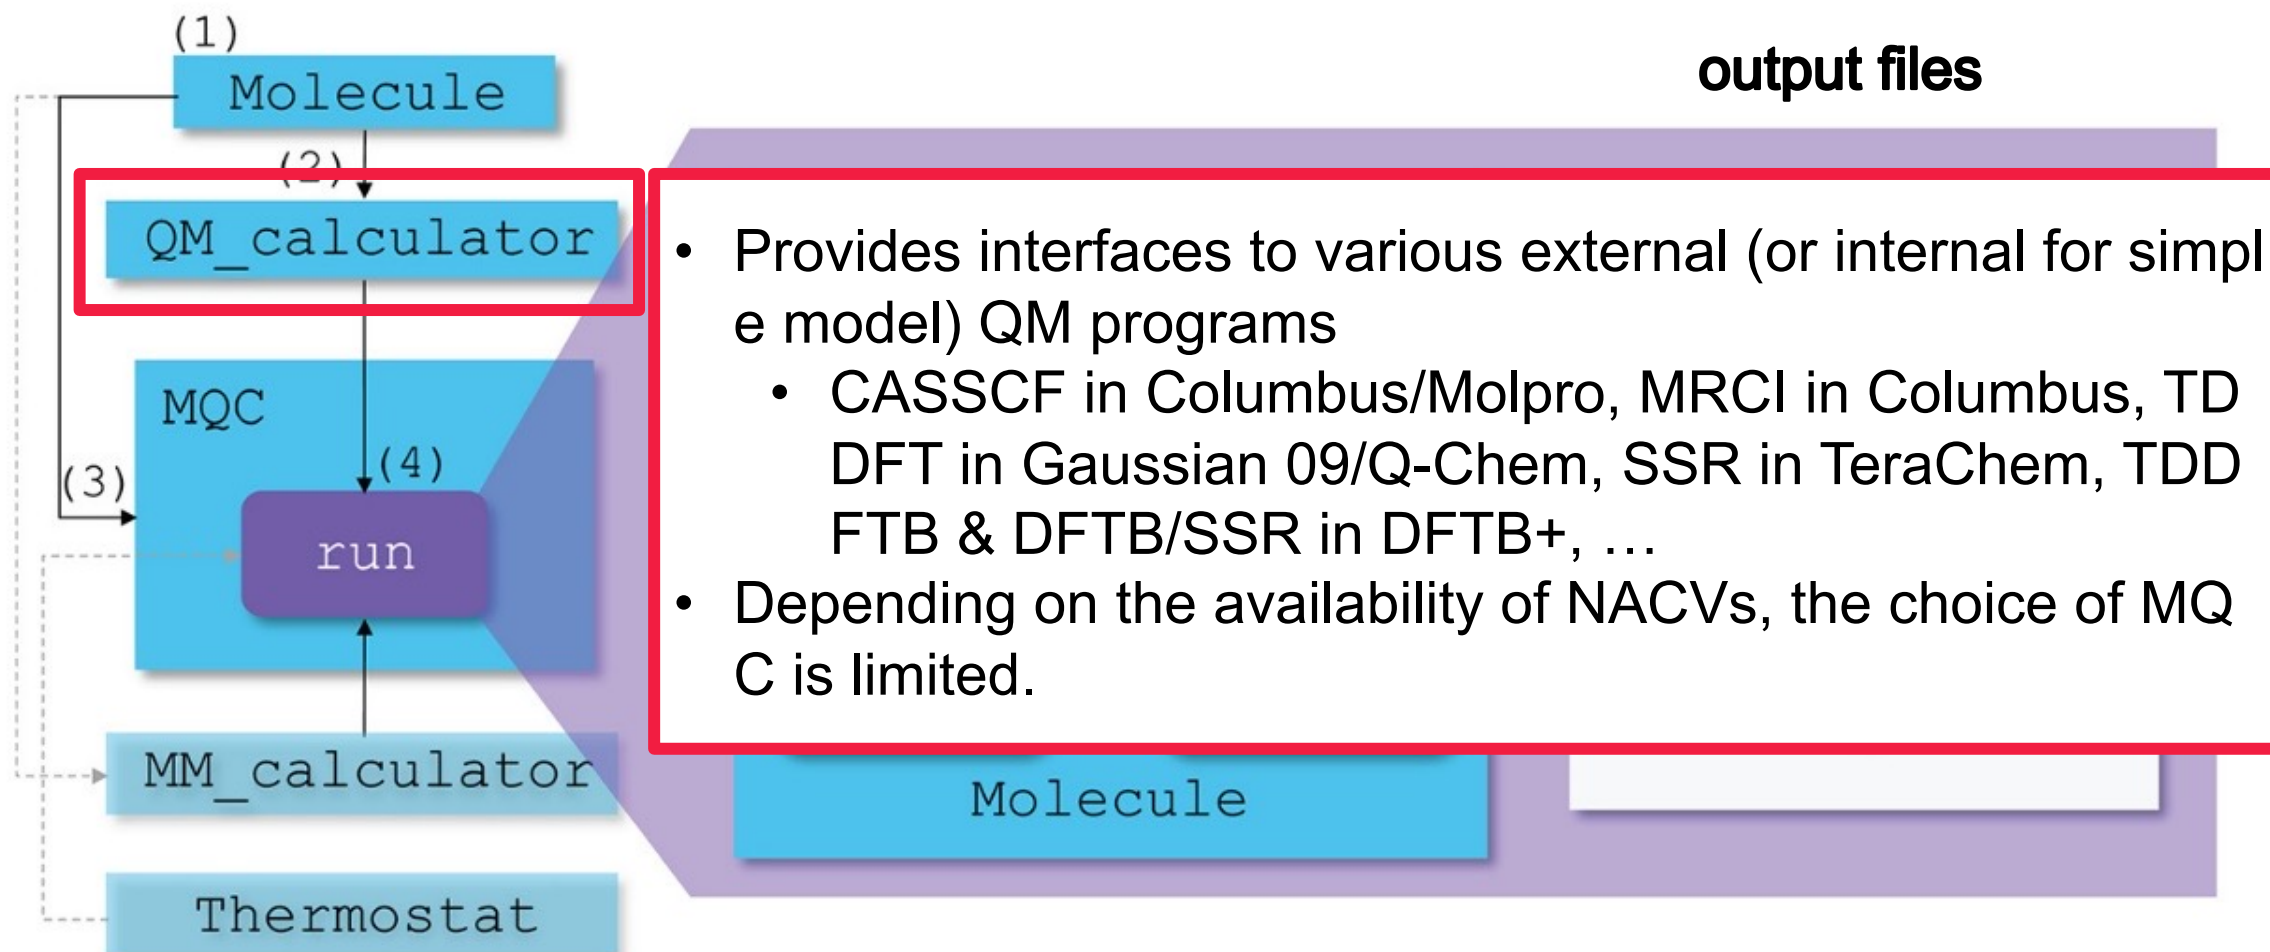 (1)
Molecule
output files
(2)
QM_calculator
• Provides interfaces to various external (or internal for simpl
e model) QM programs
• CASSCF in Columbus/Molpro, MRCI in Columbus, TD
DFT in Gaussian 09/Q-Chem, SSR in TeraChem, TDD
FTB & DFTB/SSR in DFTB+, …
• Depending on the availability of NACVs, the choice of MQ
C is limited.
MQC
(3)
(4)
run
MM_calculator
Molecule
Thermostat